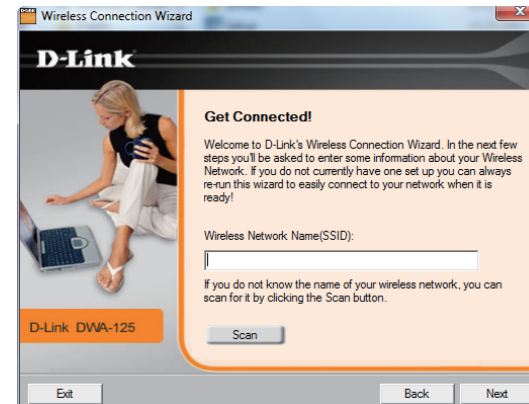 Wireless Connection Wizard
D-Link
Get Connected!
Welcome to D-Link's Wireless Connection Wizard. In the next few
steps you'll be asked to enter some information about your Wireless
Network. If you do not currently have one set up you can always
re-run this wizard to easily connect to your network when it is
ready!
Wireless Network Name(SSID):
If you do not know the name of your wireless network, you can
scan for it by clicking the Scan button.
D-Link DWA-125
Scan
Exit
Back
Next